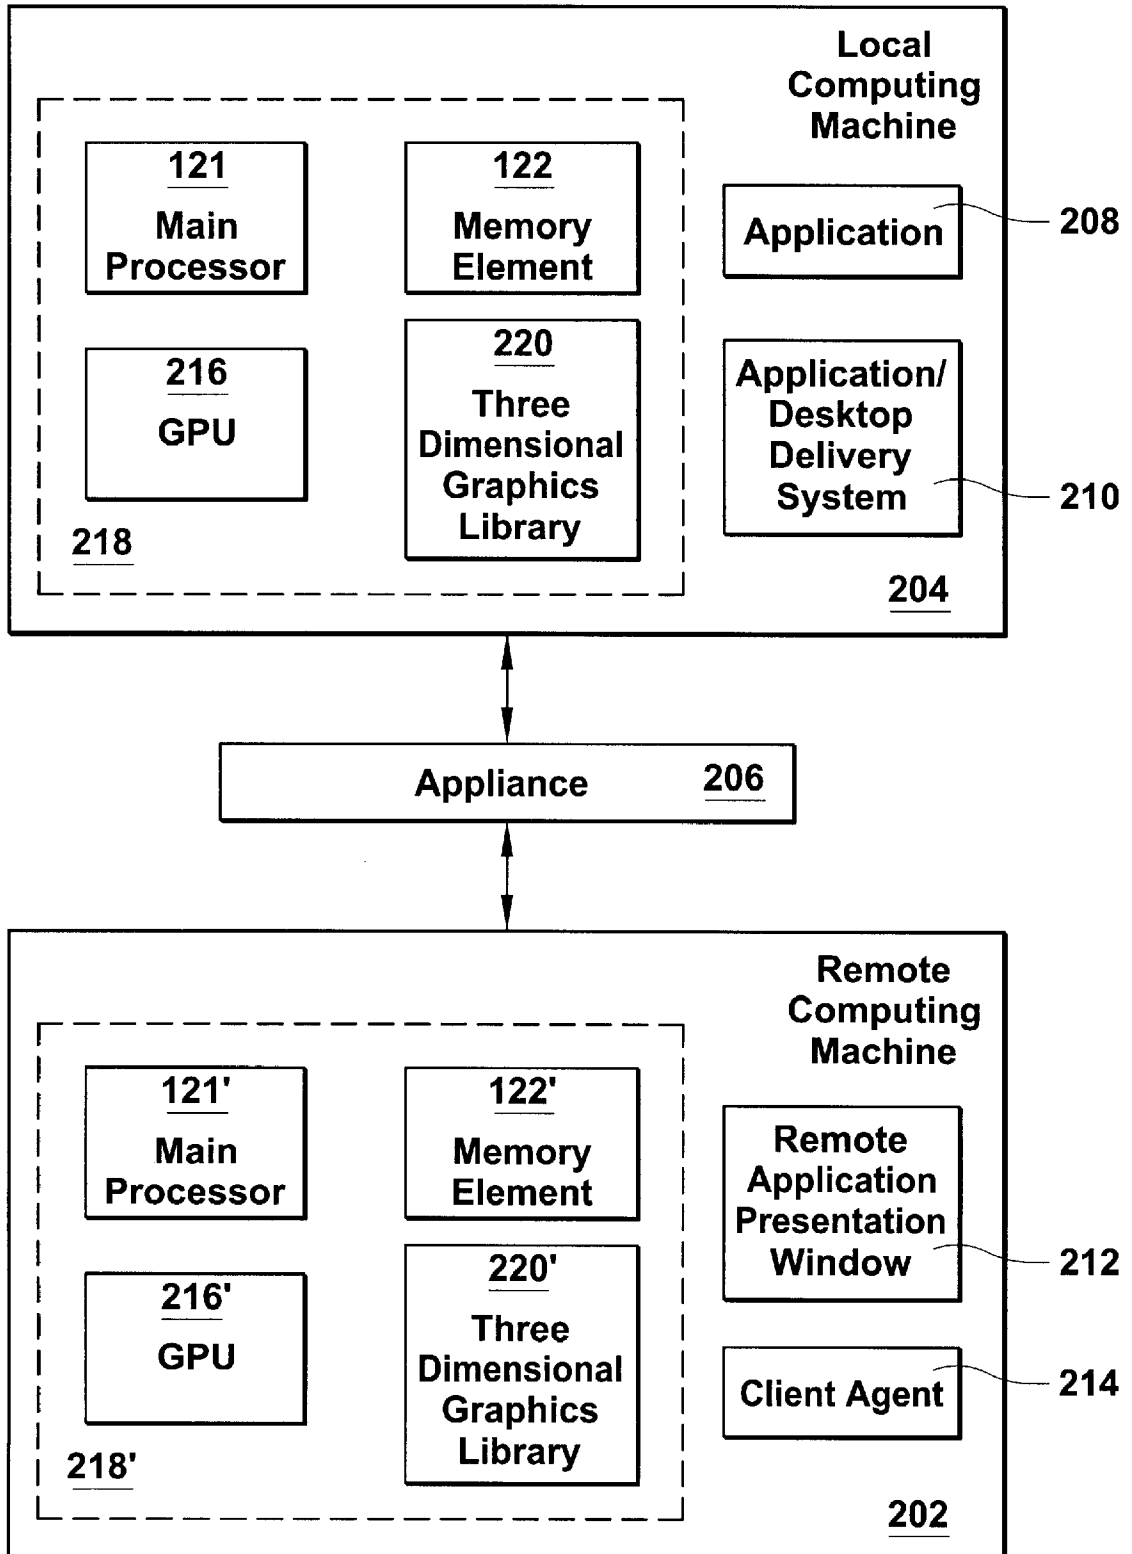 Local
Computing
Machine
121
Main
Processor
122
Memory
Element
Application
208
216
GPU
220
Three
Dimensional
Graphics
Library
Application/
Desktop
Delivery
System
210
218
204
Appliance
206
Remote
Computing
Machine
121'
Main
Processor
122'
Memory
Element
Remote
Application
Presentation
Window
212
216'
GPU
220'
Three
Dimensional
Graphics
Library
Client Agent
214
218'
202